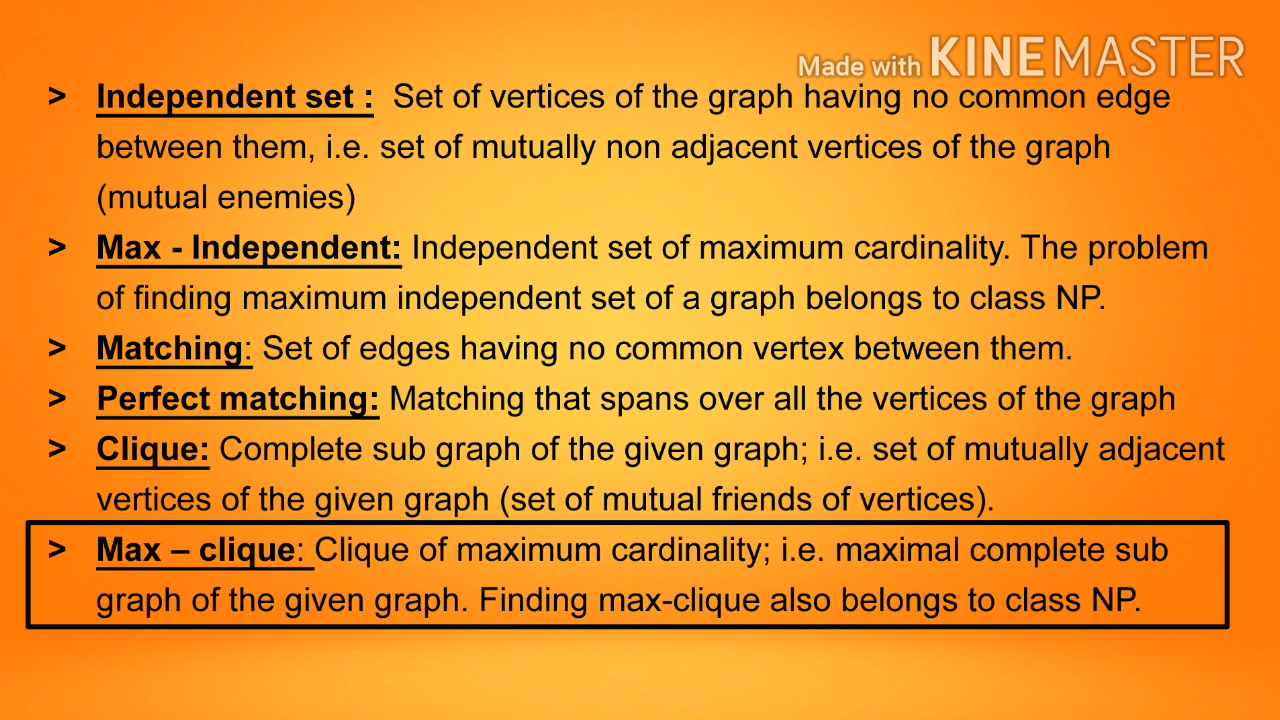 Made with KINEMASTER
> Independent set : Set of vertices of the graph having no common edge
between them, i.e. set of mutually non adjacent vertices of the graph
(mutual enemies)
> Max - Independent: Independent set of maximum cardinality. The problem
of finding maximum independent set of a graph belongs to class NP.
> Matching: Set of edges having no common vertex between them.
> Perfect matching: Matching that spans over all the vertices of the graph
> Clique: Complete sub graph of the given graph; i.e. set of mutually adjacent
vertices of the given graph (set of mutual friends of vertices).
> Max – clique: Clique of maximum cardinality; i.e. maximal complete sub
graph of the given graph. Finding max-clique also belongs to class NP.